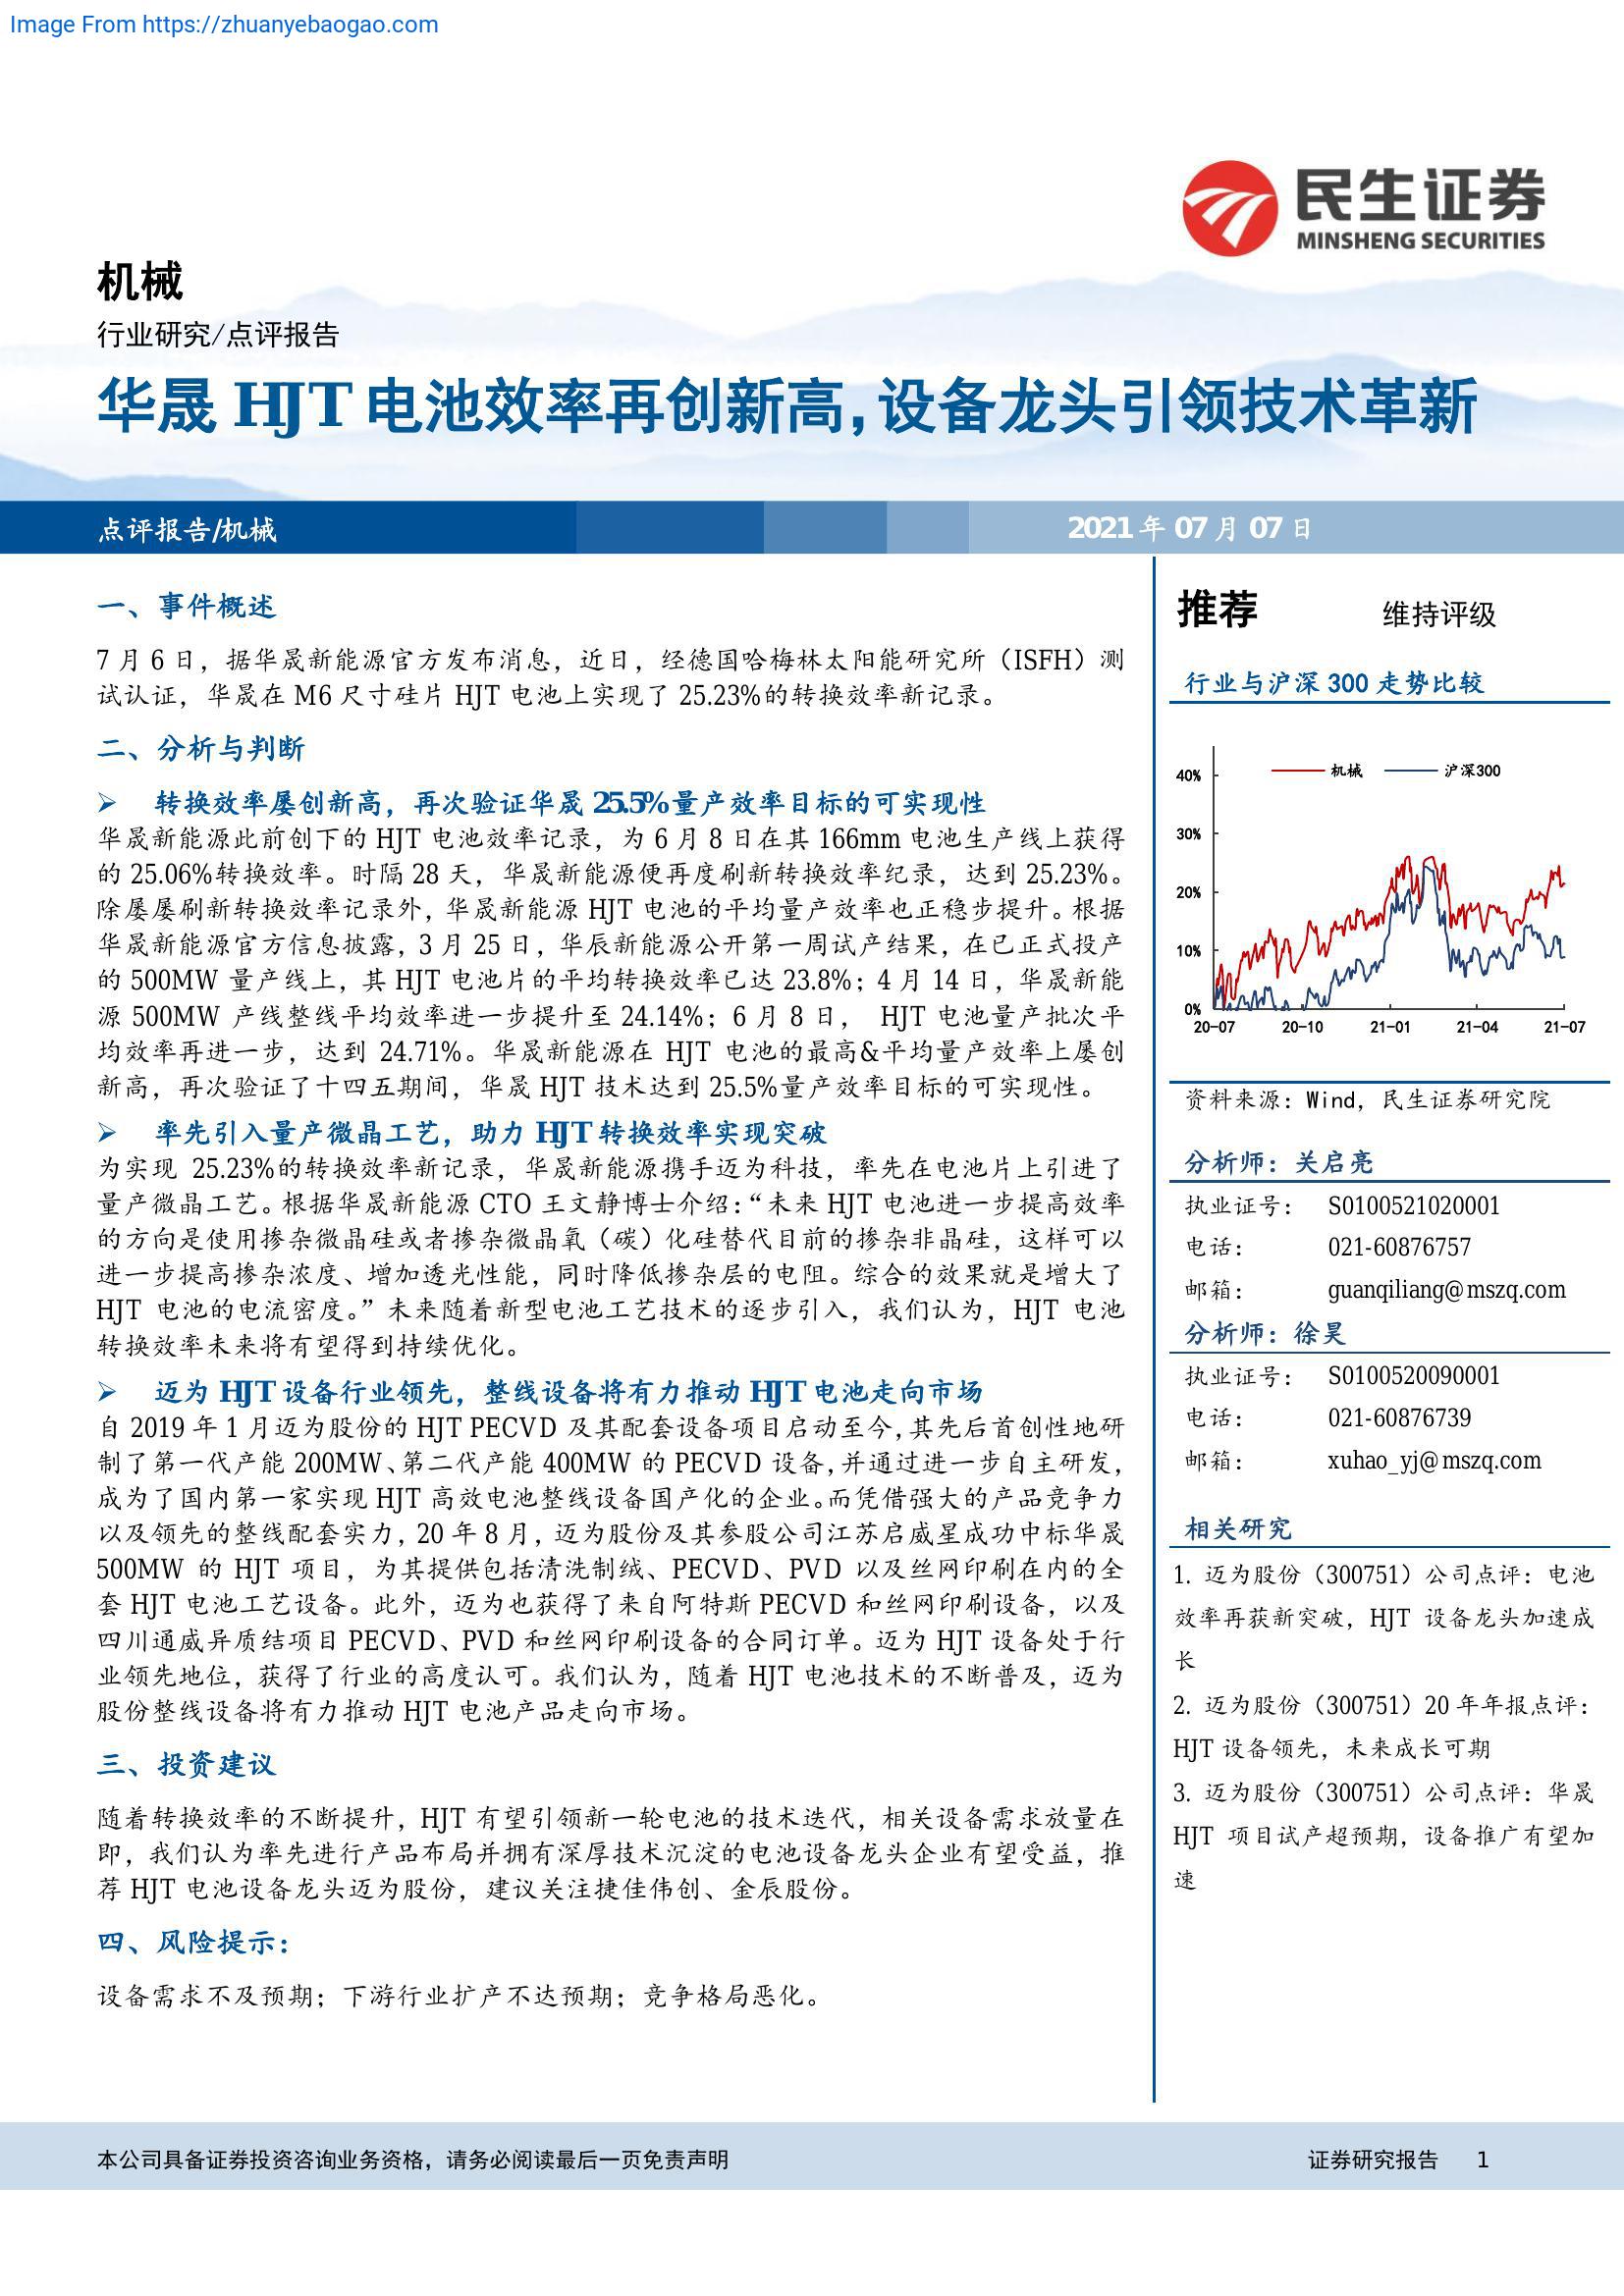 Image From https://zhuanyebaogao.com
民生证券
MINSHENG SECURITIES
机械
行业研究/点评报告
华晟 HJT 电池效率再创新高，设备龙头引领技术革新
点评报告/机械
2021 年 07 月 07 日
一、事件概述
7 月 6 日，据华晟新能源官方发布消息，近日，经德国哈梅林太阳能研究所（ISFH）测
试认证，华晟在 M6 尺寸硅片 HJT 电池上实现了 25.23%的转换效率新记录。
二、分析与判断
➢ 转换效率屡创新高，再次验证华晟 25.5%量产效率目标的可实现性
华晟新能源此前创下的 HJT 电池效率记录，为 6 月 8 日在其 166mm 电池生产线上获得
的 25.06%转换效率。时隔 28 天，华晟新能源便再度刷新转换效率纪录，达到 25.23%。
除屡屡刷新转换效率记录外，华晟新能源 HJT 电池的平均量产效率也正稳步提升。根据
华晟新能源官方信息披露，3 月 25 日，华辰新能源公开第一周试产结果，在已正式投产
的 500MW 量产线上，其 HJT 电池片的平均转换效率已达 23.8%；4 月 14 日，华晟新能
源 500MW 产线整线平均效率进一步提升至 24.14%；6 月 8 日， HJT 电池量产批次平
均效率再进一步，达到 24.71%。华晟新能源在 HJT 电池的最高&平均量产效率上屡创
新高，再次验证了十四五期间，华晟 HJT 技术达到 25.5%量产效率目标的可实现性。
➢ 率先引入量产微晶工艺，助力 HJT 转换效率实现突破
为实现 25.23%的转换效率新记录，华晟新能源携手迈为科技，率先在电池片上引进了
量产微晶工艺。根据华晟新能源 CTO 王文静博士介绍：“未来 HJT 电池进一步提高效率
的方向是使用掺杂微晶硅或者掺杂微晶氧（碳）化硅替代目前的掺杂非晶硅，这样可以
进一步提高掺杂浓度、增加透光性能，同时降低掺杂层的电阻。综合的效果就是增大了
HJT 电池的电流密度。” 未来随着新型电池工艺技术的逐步引入，我们认为，HJT 电池
转换效率未来将有望得到持续优化。
➢ 迈为 HJT 设备行业领先，整线设备将有力推动 HJT 电池走向市场
自 2019 年 1 月迈为股份的 HJT PECVD 及其配套设备项目启动至今，其先后首创性地研
制了第一代产能 200MW、第二代产能 400MW 的 PECVD 设备，并通过进一步自主研发，
成为了国内第一家实现 HJT 高效电池整线设备国产化的企业。而凭借强大的产品竞争力
以及领先的整线配套实力，20 年 8 月，迈为股份及其参股公司江苏启威星成功中标华晟
500MW 的 HJT 项目，为其提供包括清洗制绒、PECVD、PVD 以及丝网印刷在内的全
套 HJT 电池工艺设备。此外，迈为也获得了来自阿特斯 PECVD 和丝网印刷设备，以及
四川通威异质结项目 PECVD、PVD 和丝网印刷设备的合同订单。迈为 HJT 设备处于行
业领先地位，获得了行业的高度认可。我们认为，随着 HJT 电池技术的不断普及，迈为
股份整线设备将有力推动 HJT 电池产品走向市场。
三、投资建议
随着转换效率的不断提升，HJT 有望引领新一轮电池的技术迭代，相关设备需求放量在
即，我们认为率先进行产品布局并拥有深厚技术沉淀的电池设备龙头企业有望受益，推
荐 HJT 电池设备龙头迈为股份，建议关注捷佳伟创、金辰股份。
四、风险提示：
设备需求不及预期；下游行业扩产不达预期；竞争格局恶化。
推荐 维持评级
行业与沪深 300 走势比较
机械 沪深300
40%
30%
20%
10%
0%
20-07 20-10 21-01 21-04 21-07
资料来源：Wind，民生证券研究院
分析师：关启亮
执业证号： S0100521020001
电话： 021-60876757
邮箱： guanqiliang@mszq.com
分析师：徐昊
执业证号： S0100520090001
电话： 021-60876739
邮箱： xuhao_yj@mszq.com
相关研究
1. 迈为股份（300751）公司点评：电池
效率再获新突破，HJT 设备龙头加速成
长
2. 迈为股份（300751）20 年年报点评：
HJT 设备领先，未来成长可期
3. 迈为股份（300751）公司点评：华晟
HJT 项目试产超预期，设备推广有望加
速
本公司具备证券投资咨询业务资格，请务必阅读最后一页免责声明
证券研究报告 1